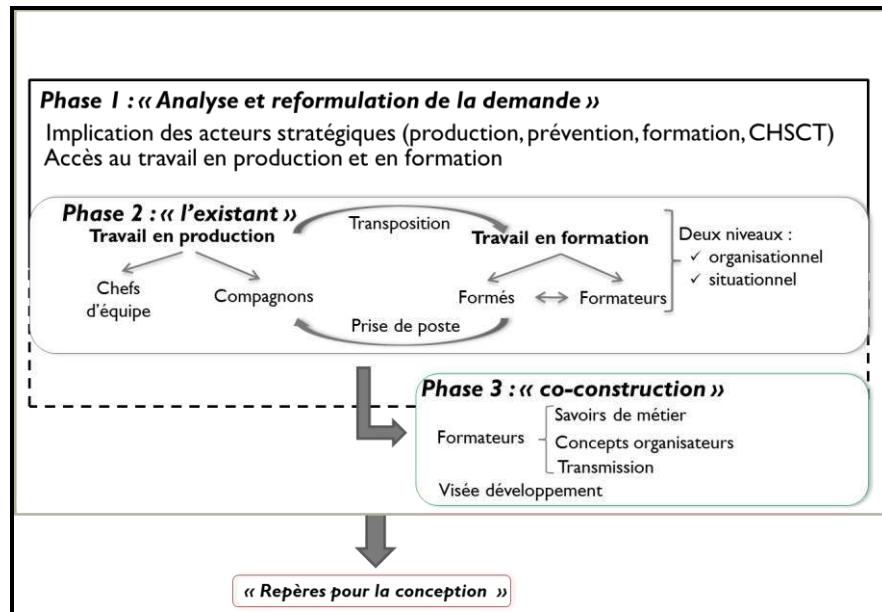 Phase 1 : « Analyse et reformulation de la demande »
Implication des acteurs stratégiques (production, prévention, formation, CHSCT)
Accès au travail en production et en formation
Phase 2 : « l'existant »
Travail en production
Transposition
Travail en formation
Deux niveaux :
✓ organisationnel
✓ situationnel
Chefs
d'équipe
Compagnons
Formés
Formateurs
Prise de poste
Phase 3 : « co-construction »
Savoirs de métier
Formateurs
Concepts organisateurs
Transmission
Visée développement
« Repères pour la conception »